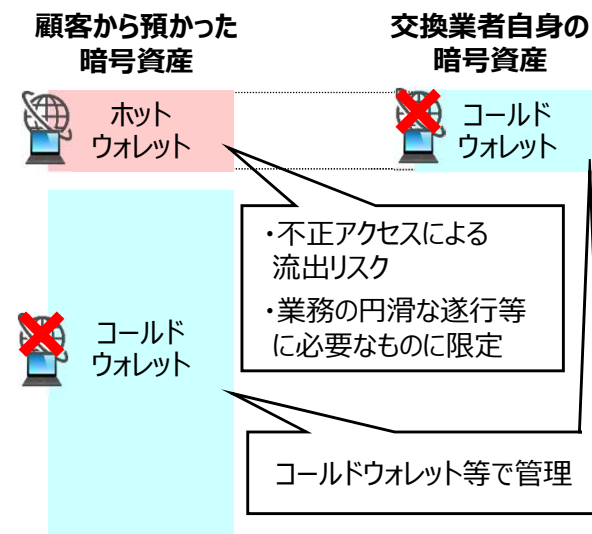 顧客から預かった
暗号資産
交換業者自身の
暗号資産
ホット
ウォレット
コールド
ウォレット
・不正アクセスによる
流出リスク
・業務の円滑な遂行等
に必要なものに限定
コールド
ウォレット
コールドウォレット等で管理